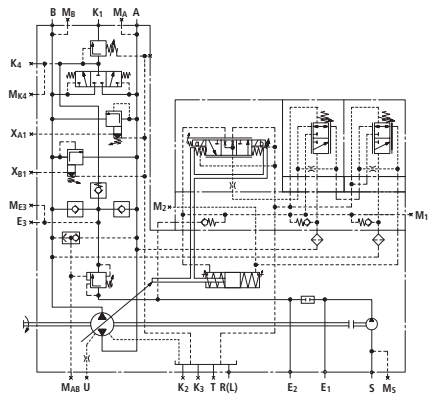 B MB K1 MA A
K4
MK4
XA1
XB1
ME3
E3
M2
M1
a b
MAB U K2 K3 T R(L) E2 E1 S MS